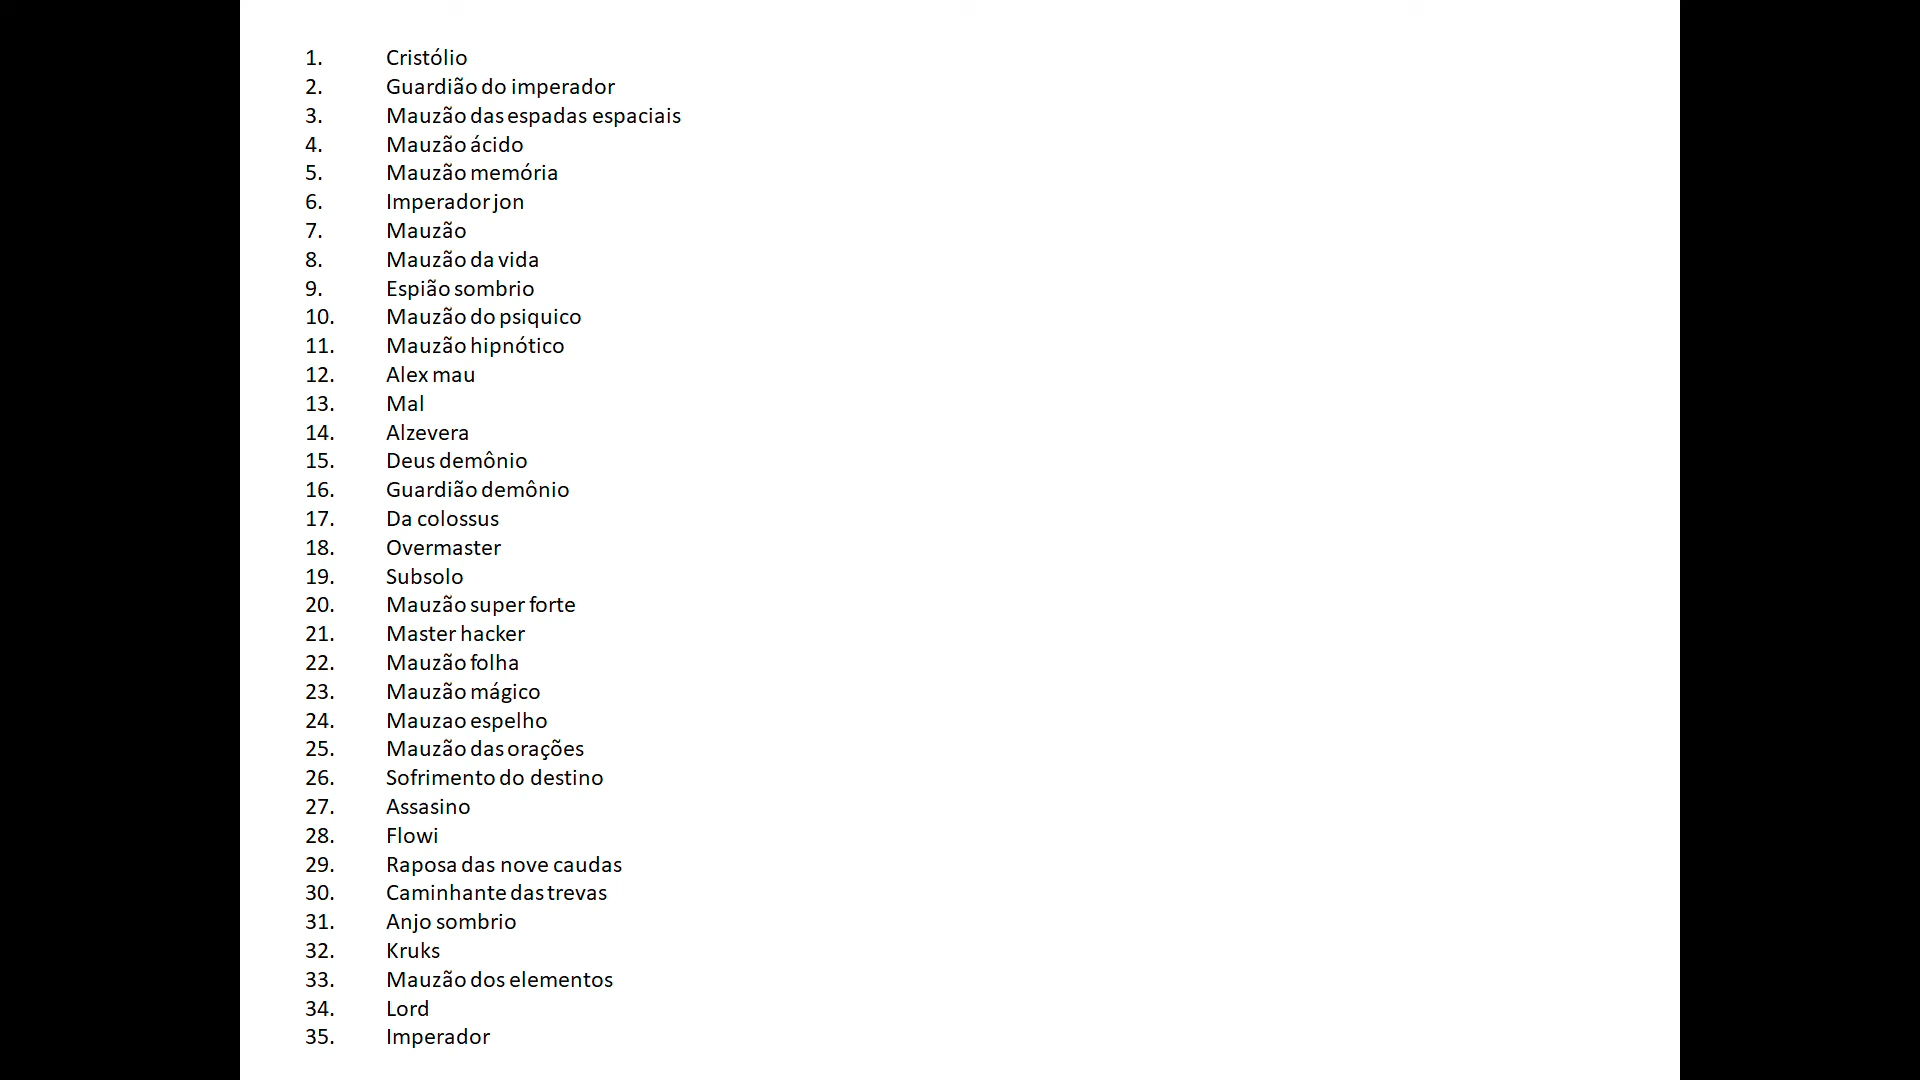 1. Cristólio
2. Guardião do imperador
3. Mauzão das espadas espaciais
4. Mauzão ácido
5. Mauzão memória
6. Imperador jon
7. Mauzão
8. Mauzão da vida
9. Espião sombrio
10. Mauzão do psiquico
11. Mauzão hipnótico
12. Alex mau
13. Mal
14. Alzevera
15. Deus demônio
16. Guardião demônio
17. Da colossus
18. Overmaster
19. Subsolo
20. Mauzão super forte
21. Master hacker
22. Mauzão folha
23. Mauzão mágico
24. Mauzao espelho
25. Mauzão das orações
26. Sofrimento do destino
27. Assasino
28. Flowi
29. Raposa das nove caudas
30. Caminhante das trevas
31. Anjo sombrio
32. Kruks
33. Mauzão dos elementos
34. Lord
35. Imperador